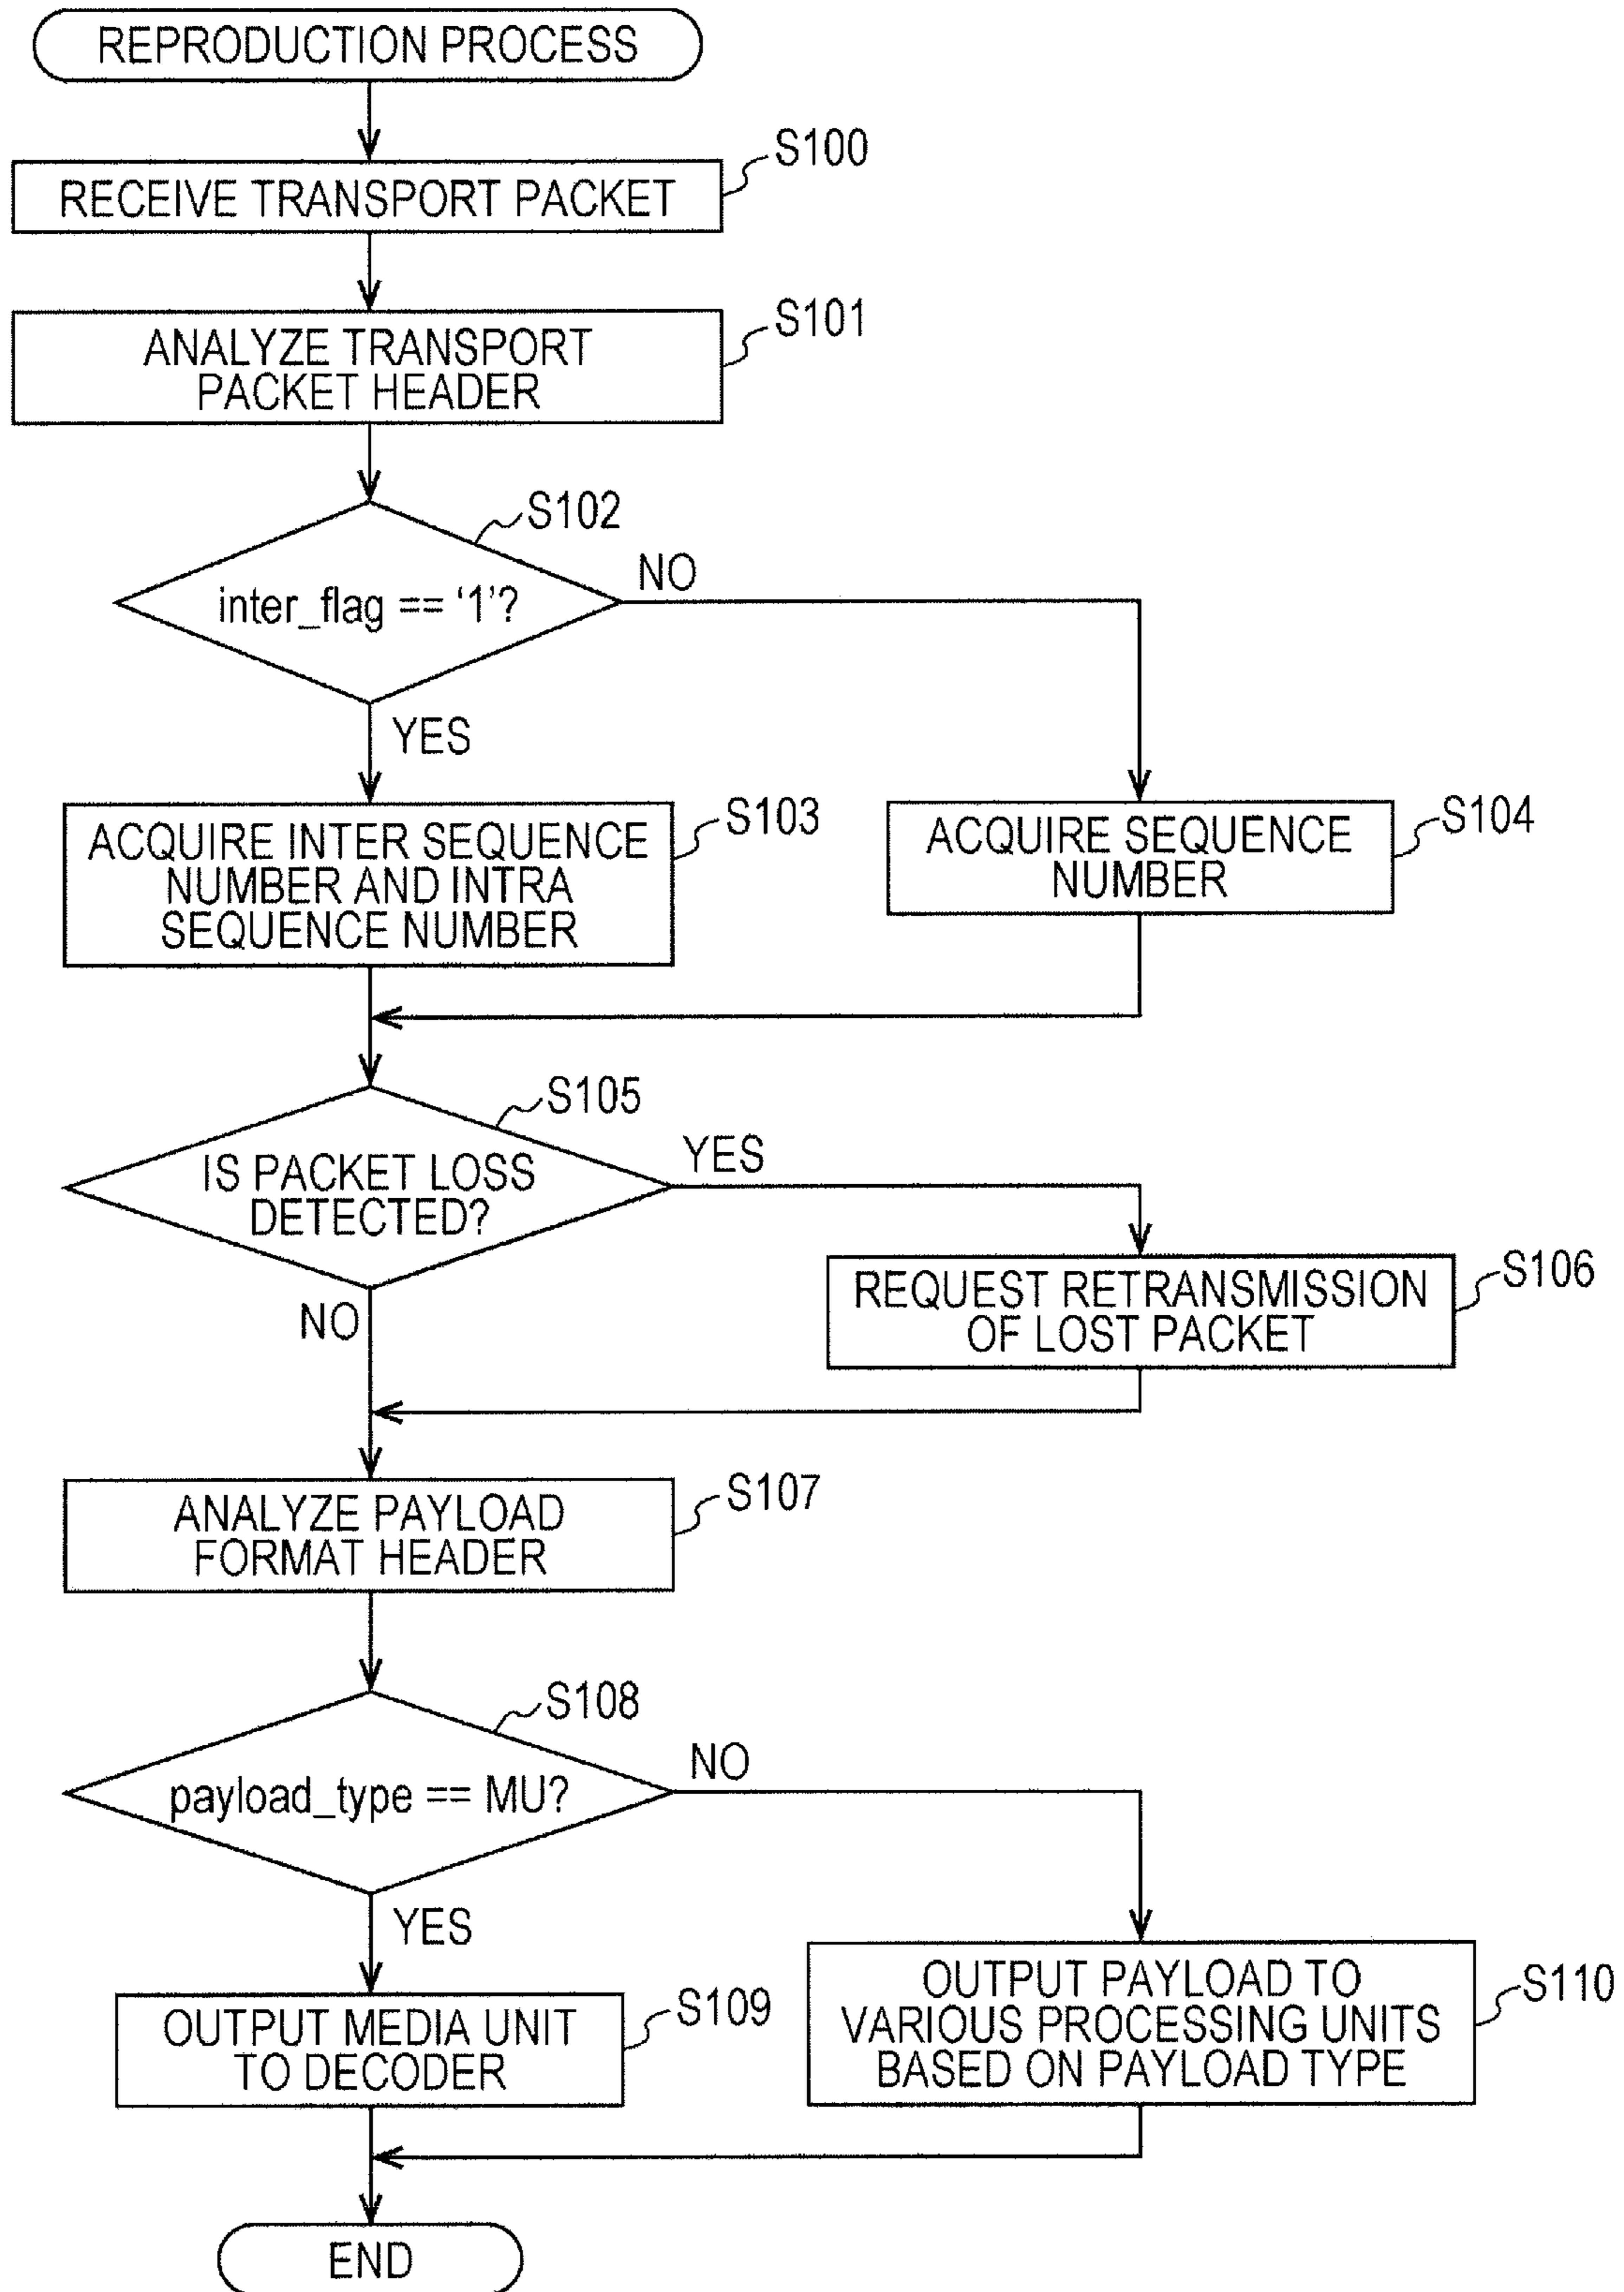 REPRODUCTION PROCESS
S100
RECEIVE TRANSPORT PACKET
S101
ANALYZE TRANSPORT
PACKET HEADER
S102
inter_flag == ‘1’?
NO
YES
S103
ACQUIRE INTER SEQUENCE
NUMBER AND INTRA
SEQUENCE NUMBER
S104
ACQUIRE SEQUENCE
NUMBER
S105
IS PACKET LOSS
DETECTED?
YES
NO
S106
REQUEST RETRANSMISSION
OF LOST PACKET
S107
ANALYZE PAYLOAD
FORMAT HEADER
S108
payload_type == MU?
NO
YES
S109
OUTPUT MEDIA UNIT
TO DECODER
S110
OUTPUT PAYLOAD TO
VARIOUS PROCESSING UNITS
BASED ON PAYLOAD TYPE
END